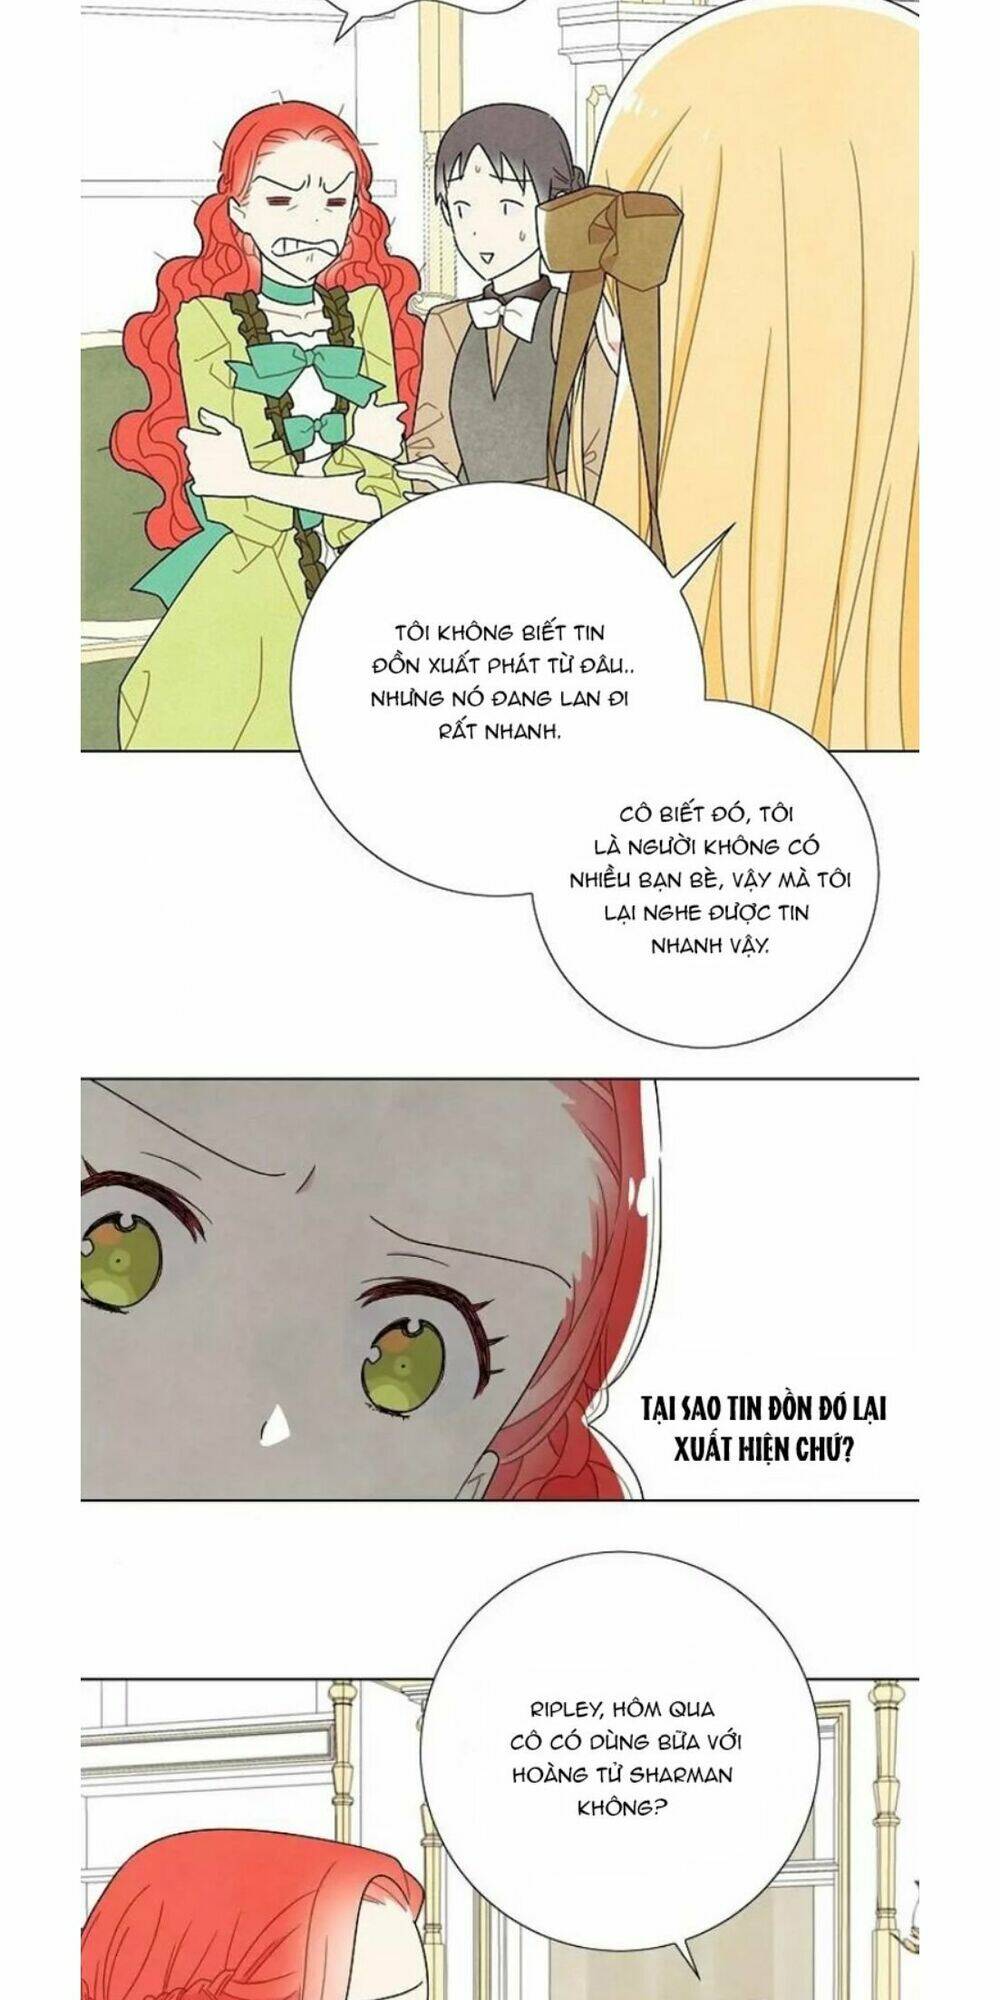 TÔI KHÔNG BIẾT TIN
ĐỒN XUẤT PHÁT TỪ ĐÂU..
NHƯNG NÓ ĐANG LAN ĐI
RẤT NHANH.
CÔ BIẾT ĐÓ, TÔI
LÀ NGƯỜI KHÔNG CÓ
NHIỀU BẠN BÈ, VẬY MÀ TÔI
LẠI NGHE ĐƯỢC TIN
NHANH VẬY.
TẠI SAO TIN ĐỒN ĐÓ LẠI
XUẤT HIỆN CHỨ?
RIPLEY, HÔM QUA
CÔ CÓ DÙNG BỮA VỚI
HOÀNG TỬ SHARMAN
KHÔNG?